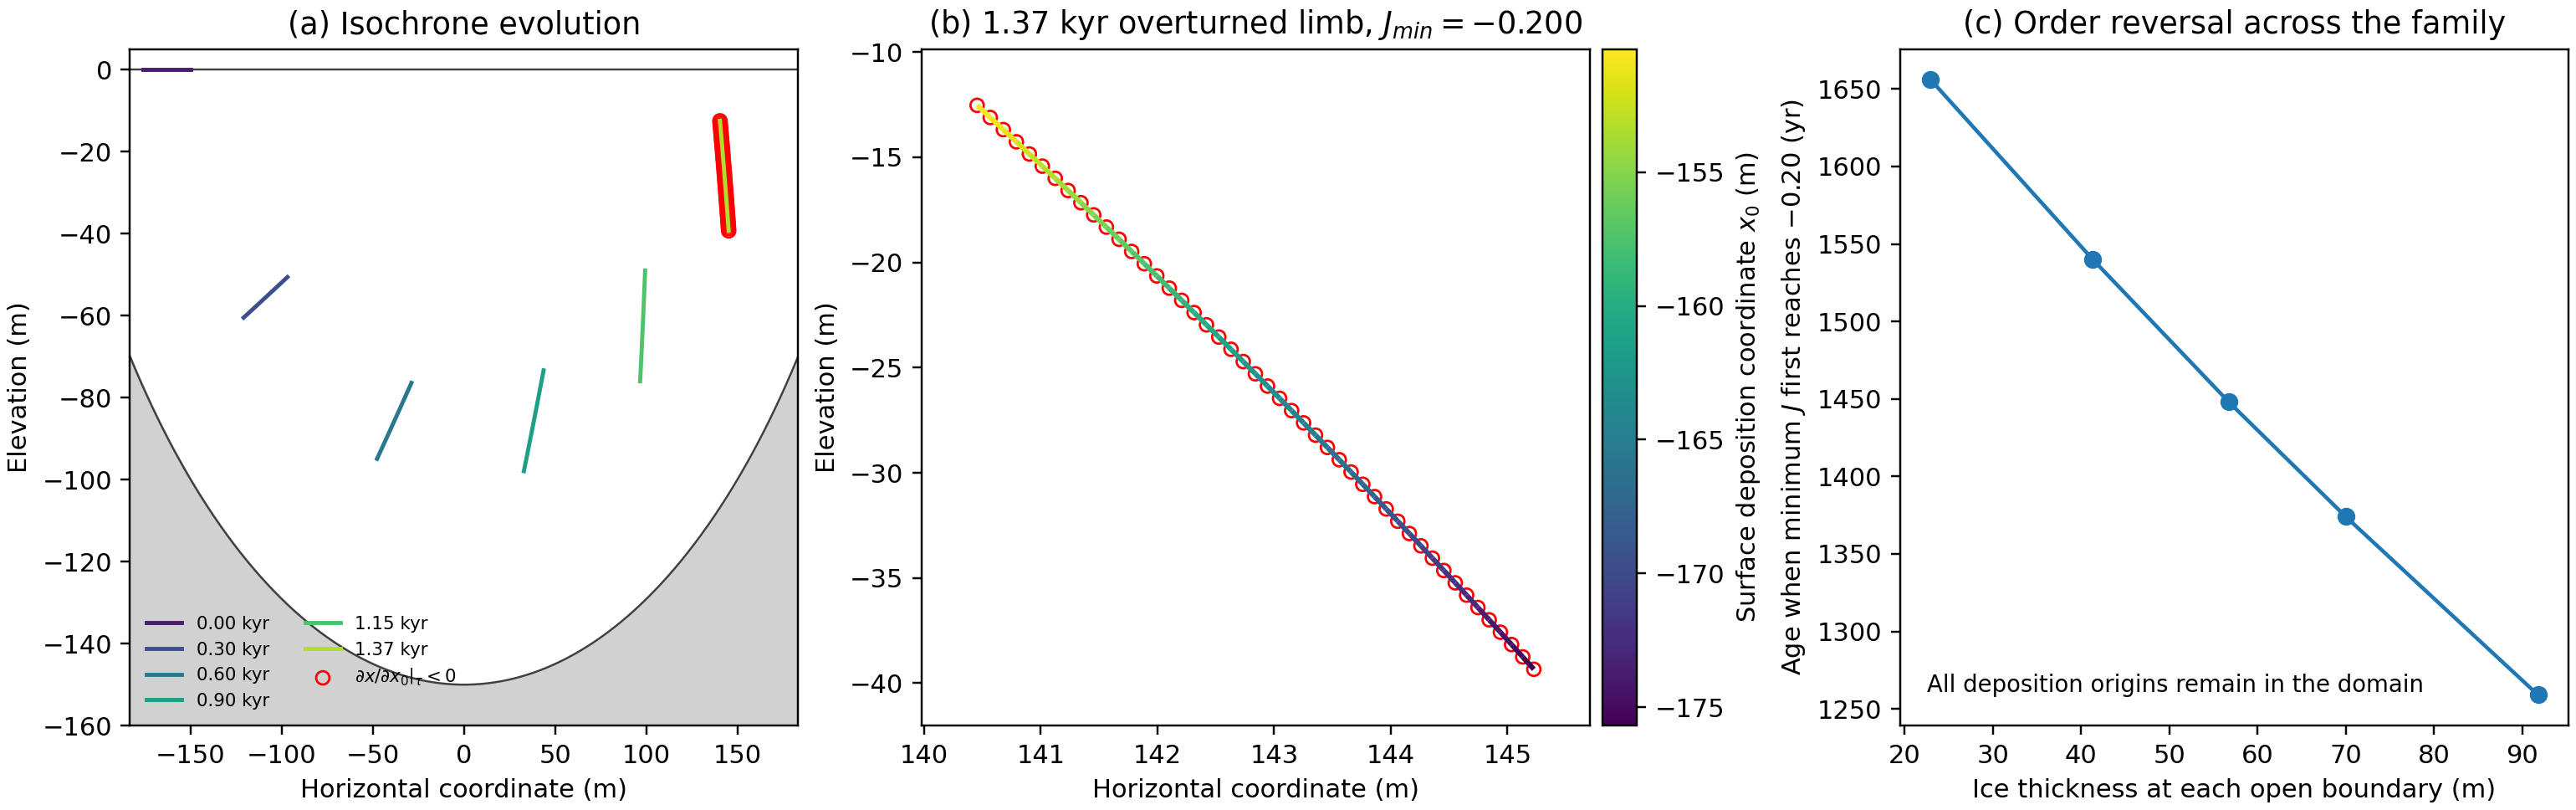 (a) Isochrone evolution
Elevation (m)
0
−20
−40
−60
−80
−100
−120
−140
−160
0.00 kyr
0.30 kyr
0.60 kyr
0.90 kyr
1.15 kyr
1.37 kyr
∂x/∂x₀|τ < 0
−150
−100
−50
0
50
100
150
Horizontal coordinate (m)
(b) 1.37 kyr overturned limb, J_min = −0.200
Elevation (m)
−10
−15
−20
−25
−30
−35
−40
140
141
142
143
144
145
Horizontal coordinate (m)
−155
−160
−165
−170
−175
Surface deposition coordinate x₀ (m)
(c) Order reversal across the family
Age when minimum J first reaches −0.20 (yr)
1650
1600
1550
1500
1450
1400
1350
1300
1250
All deposition origins remain in the domain
20
30
40
50
60
70
80
90
Ice thickness at each open boundary (m)